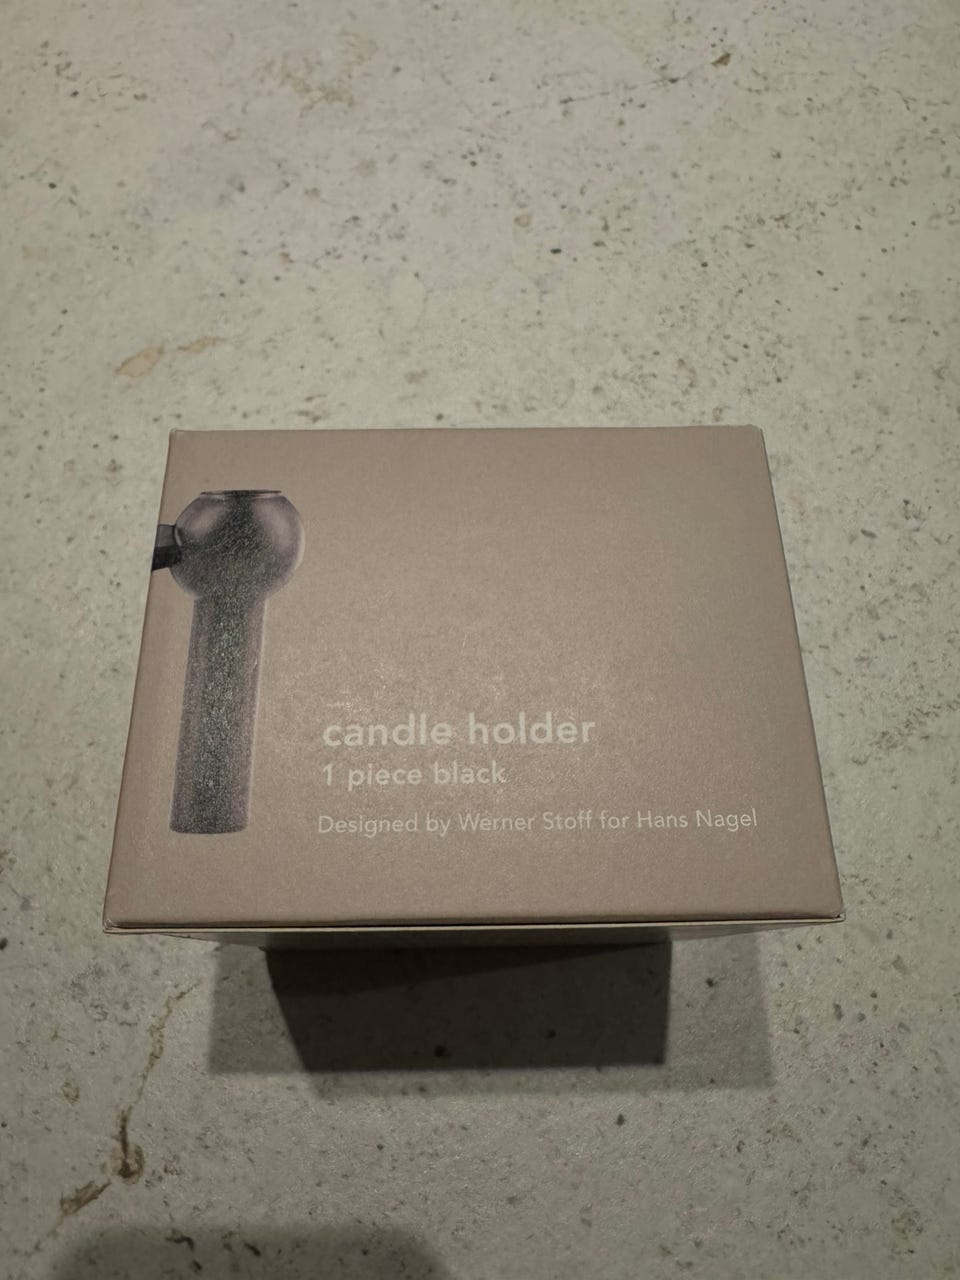 candle holder
1 piece black
Designed by Werner Stoff for Hans Nagel